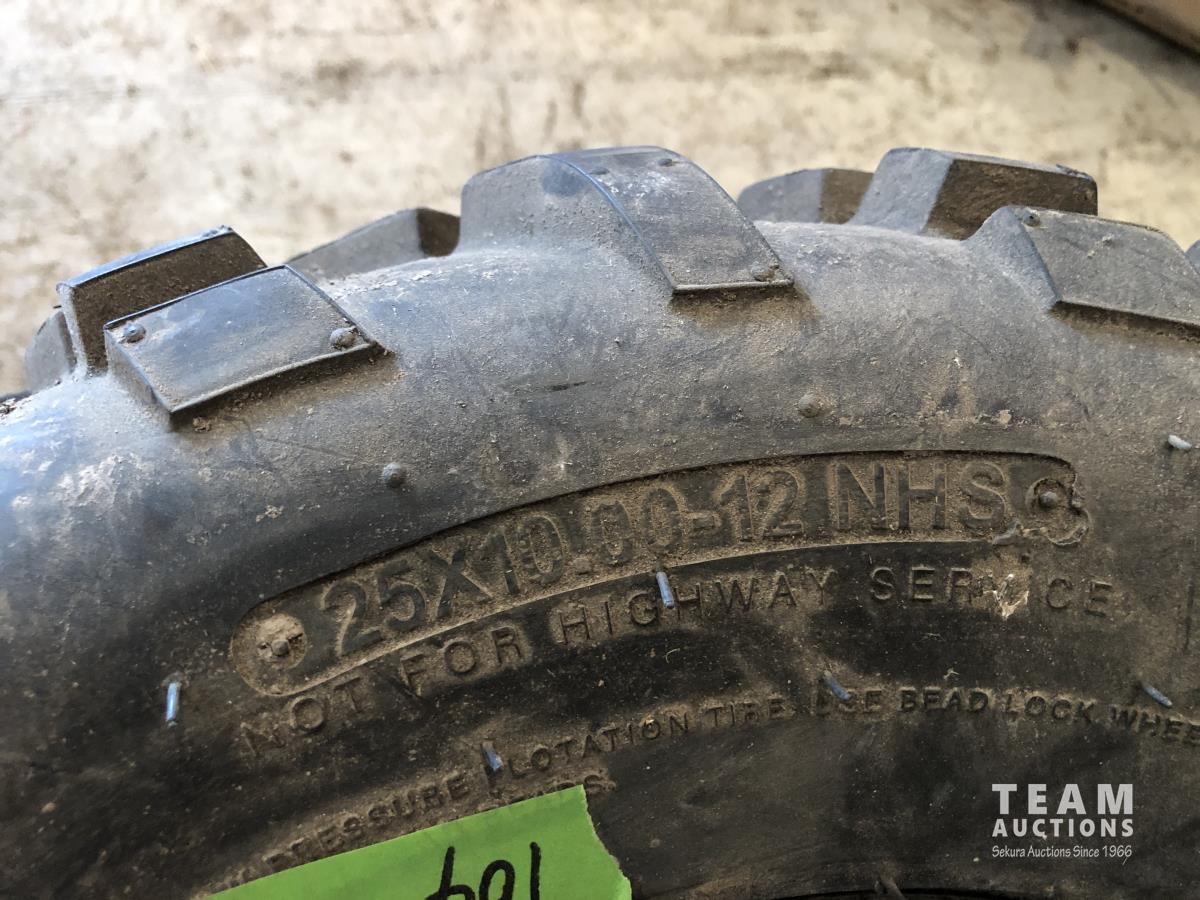 25X10.00-12 NHS
NOT FOR HIGHWAY SERVICE
PRESSURE FLOTATION TIRE. USE BEAD LOCK WHEE
TEAM
AUCTIONS
Sekura Auctions Since 1966